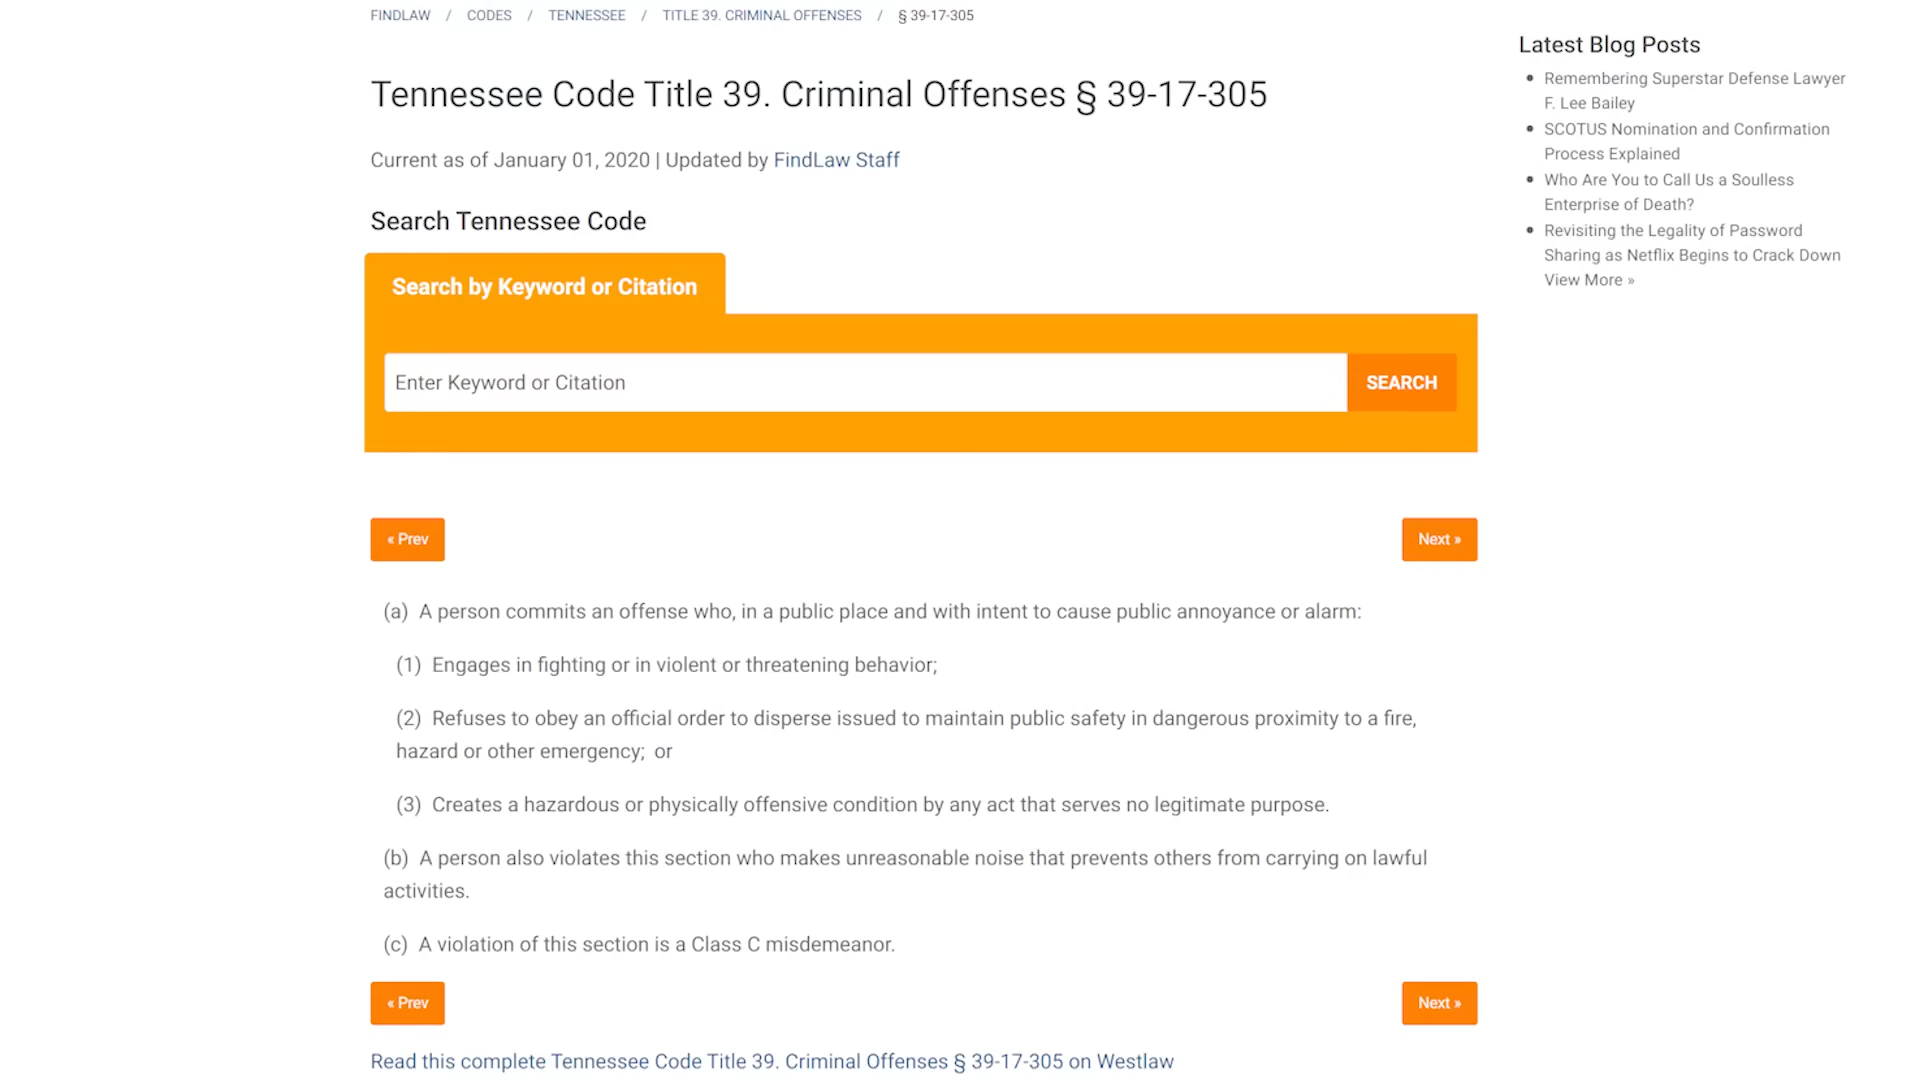 FINDLAW / CODES / TENNESSEE / TITLE 39. CRIMINAL OFFENSES / § 39-17-305
Tennessee Code Title 39. Criminal Offenses § 39-17-305
Current as of January 01, 2020 | Updated by FindLaw Staff
Search Tennessee Code
Search by Keyword or Citation
Enter Keyword or Citation
SEARCH
« Prev
Next »
(a) A person commits an offense who, in a public place and with intent to cause public annoyance or alarm:
(1) Engages in fighting or in violent or threatening behavior;
(2) Refuses to obey an official order to disperse issued to maintain public safety in dangerous proximity to a fire,
hazard or other emergency; or
(3) Creates a hazardous or physically offensive condition by any act that serves no legitimate purpose.
(b) A person also violates this section who makes unreasonable noise that prevents others from carrying on lawful
activities.
(c) A violation of this section is a Class C misdemeanor.
« Prev
Next »
Read this complete Tennessee Code Title 39. Criminal Offenses § 39-17-305 on Westlaw
Latest Blog Posts
• Remembering Superstar Defense Lawyer
F. Lee Bailey
• SCOTUS Nomination and Confirmation
Process Explained
• Who Are You to Call Us a Soulless
Enterprise of Death?
• Revisiting the Legality of Password
Sharing as Netflix Begins to Crack Down
View More »